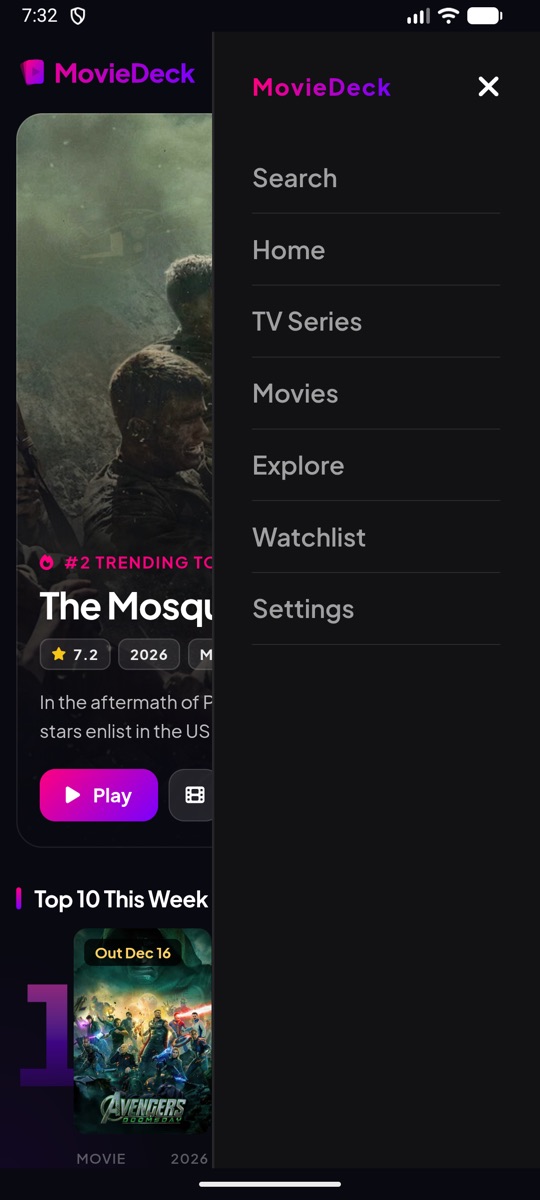 7:32
MovieDeck
MovieDeck
Search
Home
TV Series
Movies
Explore
Watchlist
Settings
#2 TRENDING TO
The Mosqu
7.2
2026
M
In the aftermath of P
stars enlist in the US
Play
Top 10 This Week
1
Out Dec 16
AVENGERS
DOOMSDAY
MOVIE 2026